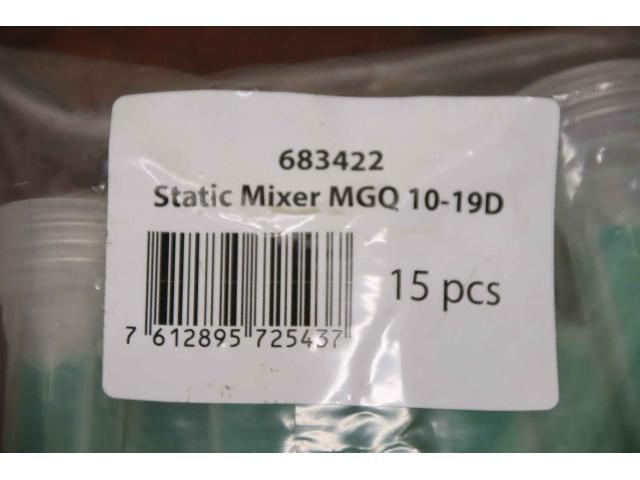 683422
Static Mixer MGQ 10-19D
15 pcs
7 612895 725437